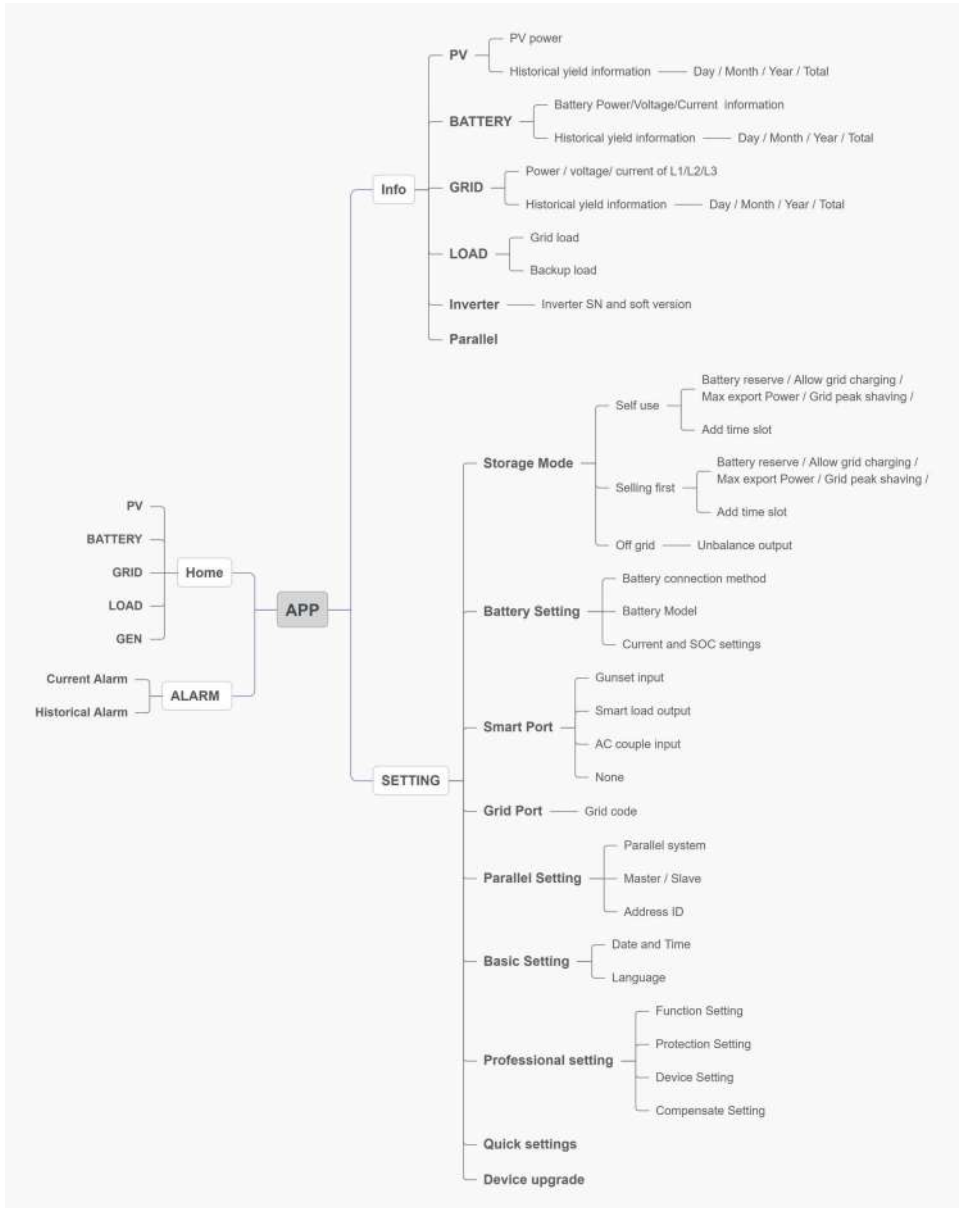 PV power
PV
Historical yield information
Day / Month / Year / Total
Battery Power/Voltage/Current information
BATTERY
Historical yield information
Day / Month / Year / Total
Power / voltage/ current of L1/L2/L3
Info
GRID
Historical yield information
Day / Month / Year / Total
Grid load
LOAD
Backup load
Inverter
Inverter SN and soft version
Parallel
Battery reserve / Allow grid charging /
Max export Power / Grid peak shaving /
Self use
Add time slot
Storage Mode
Battery reserve / Allow grid charging /
Max export Power / Grid peak shaving /
Selling first
Add time slot
Off grid
Unbalance output
PV
BATTERY
GRID
Home
LOAD
GEN
APP
Current Alarm
ALARM
Historical Alarm
Battery connection method
Battery Setting
Battery Model
Current and SOC settings
Gunset input
Smart load output
Smart Port
AC couple input
None
SETTING
Grid Port
Grid code
Parallel system
Parallel Setting
Master / Slave
Address ID
Date and Time
Basic Setting
Language
Function Setting
Protection Setting
Professional setting
Device Setting
Compensate Setting
Quick settings
Device upgrade